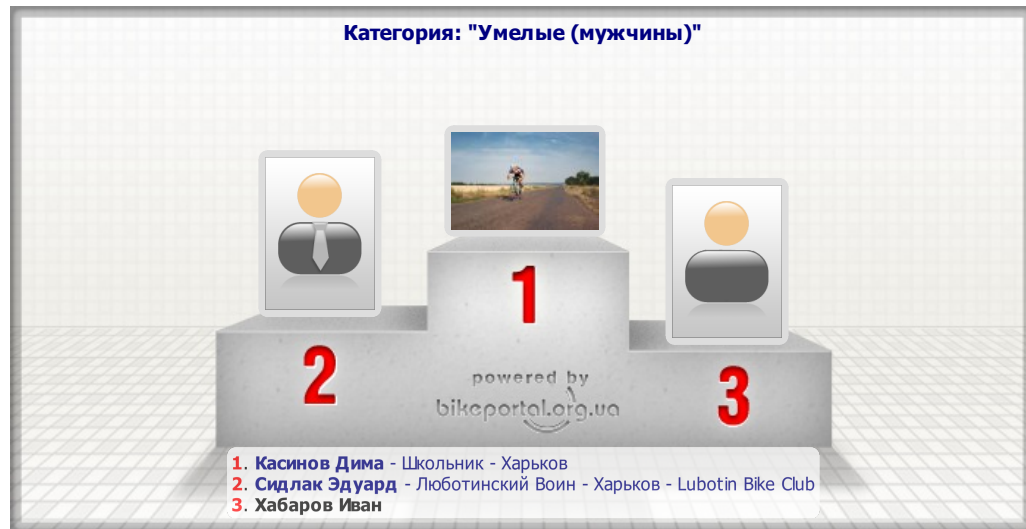 Категория: "Умелые (мужчины)"
1
2
3
powered by
bikeportal.org.ua
1. Касинов Дима - Школьник - Харьков
2. Сидлак Эдуард - Люботинский Воин - Харьков - Lubotin Bike Club
3. Хабаров Иван